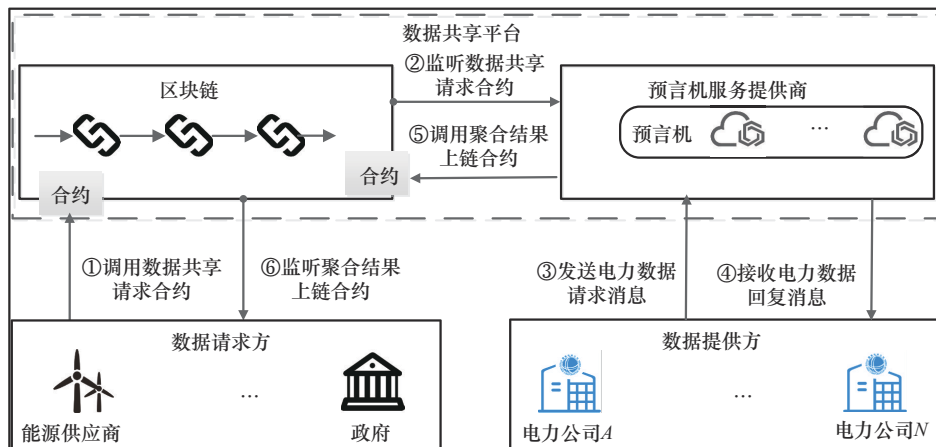 数据共享平台
区块链
②监听数据共享
请求合约
预言机服务提供商
预言机
...
⑤调用聚合结果
上链合约
合约
合约
①调用数据共享
请求合约
⑥监听聚合结果
上链合约
③发送电力数据
请求消息
④接收电力数据
回复消息
数据请求方
...
能源供应商
政府
数据提供方
...
电力公司A
电力公司N